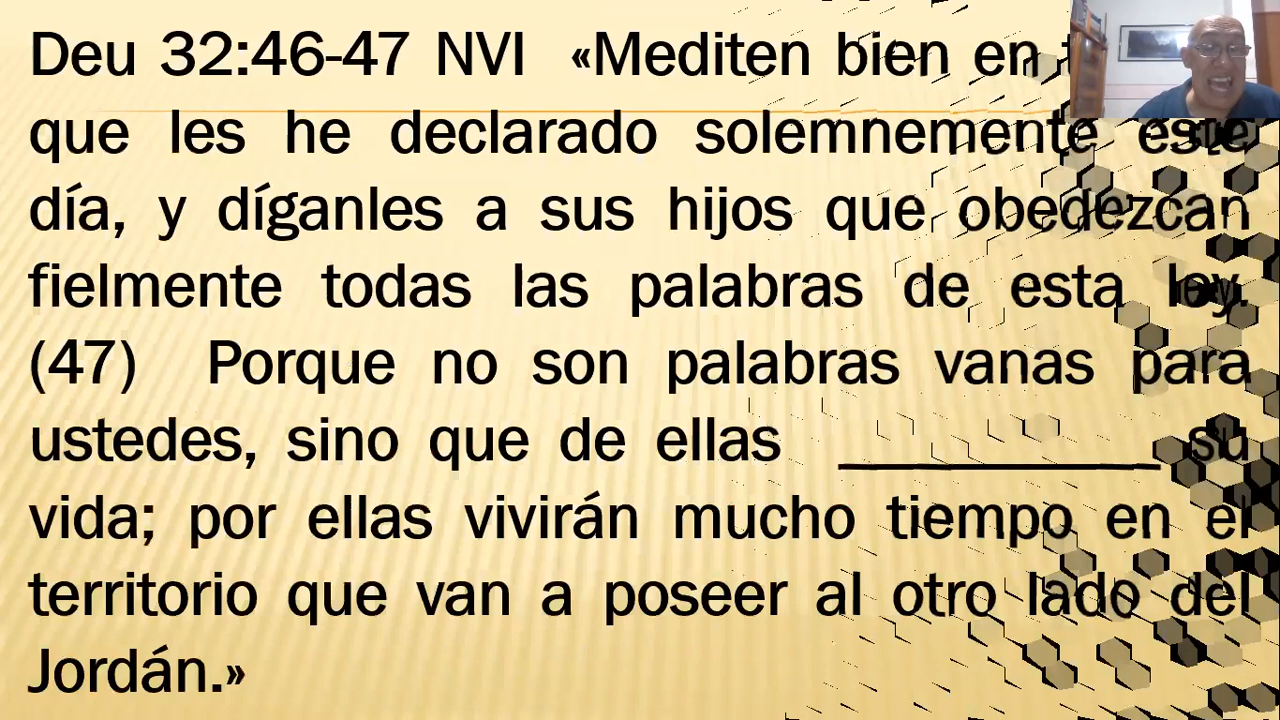 Deu 32:46-47 NVI «Mediten bien en
que les he declarado solemnemente este
día, y díganles a sus hijos que obedezcan
fielmente todas las palabras de esta ley.
(47) Porque no son palabras vanas para
ustedes, sino que de ellas ____________ su
vida; por ellas vivirán mucho tiempo en el
territorio que van a poseer al otro lado del
Jordán.»